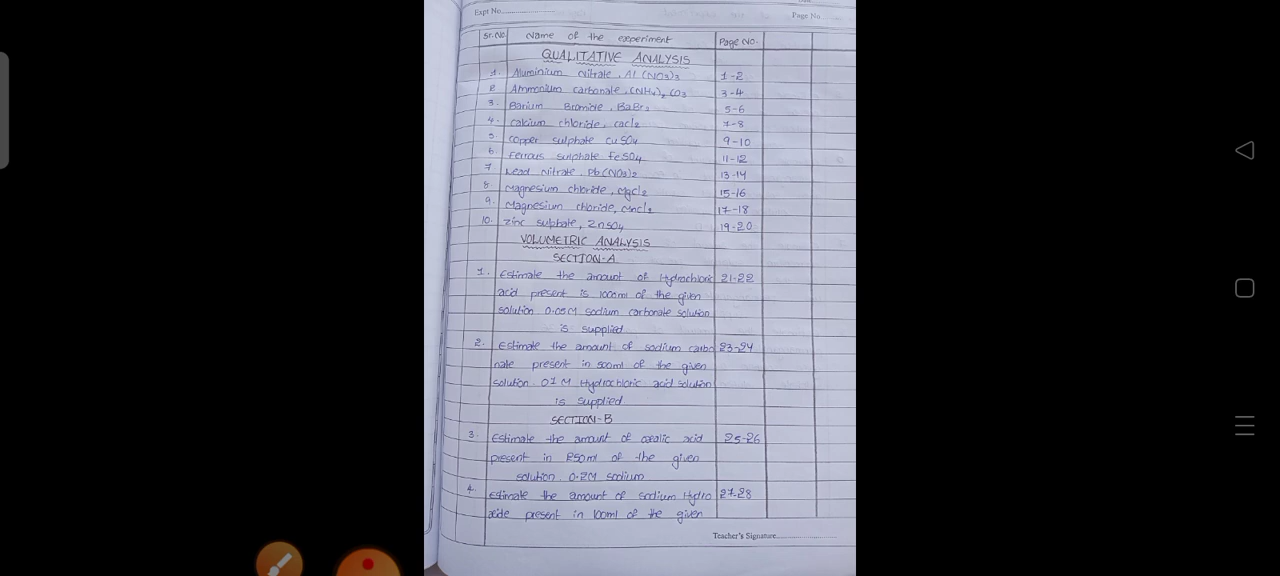 Expt No.
Page No.
Sr.No Name of the experiment Page No.
QUALITATIVE ANALYSIS
1. Aluminium Nitrate, Al(NO3)3 1-2
2. Ammonium carbonate, (NH4)2CO3 3-4
3. Barium Bromide, BaBr2 5-6
4. calcium chloride, cacl2 7-8
5. copper sulphate cuSO4 9-10
6. Ferrous sulphate FeSO4 11-12
7 Lead Nitrate, Pb(NO3)2 13-14
8 Magnesium chloride, Mgcl2 15-16
9. Magnesium chloride, Mncl2 17-18
10. zinc sulphate, ZnSO4 19-20
VOLUMETRIC ANALYSIS
SECTION-A
1. Estimate the amount of Hydrochloric 21-22
acid present is 1000ml of the given
solution 0.05M sodium carbonate solution
is supplied
2. Estimate the amount of sodium carbo 23-24
nate present in 500ml of the given
solution. 01M Hydrochloric acid solution
is supplied
SECTION-B
3. Estimate the amount of oxalic acid 25-26
present in 250ml of the given
solution. 0.2M sodium
4. Estimate the amount of sodium Hydro 27-28
xide present in 100ml of the given
Teacher's Signature